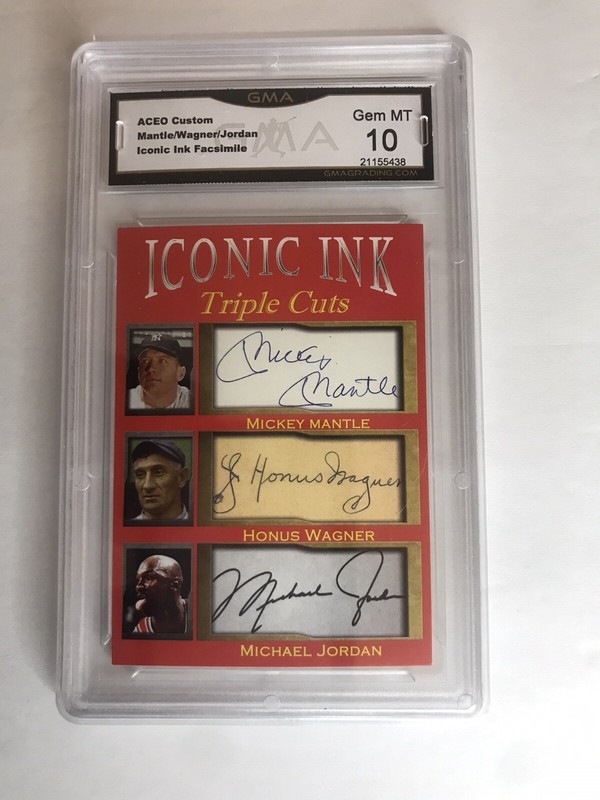 GMA
ACEO Custom
Mantle/Wagner/Jordan
Iconic Ink Facsimile
GMA
Gem MT
10
21155438
GMAGRADING.COM
ICONIC INK
Triple Cuts
Mickey
Mantle
MICKEY MANTLE
J Honus Wagner
HONUS WAGNER
Michael Jordan
MICHAEL JORDAN